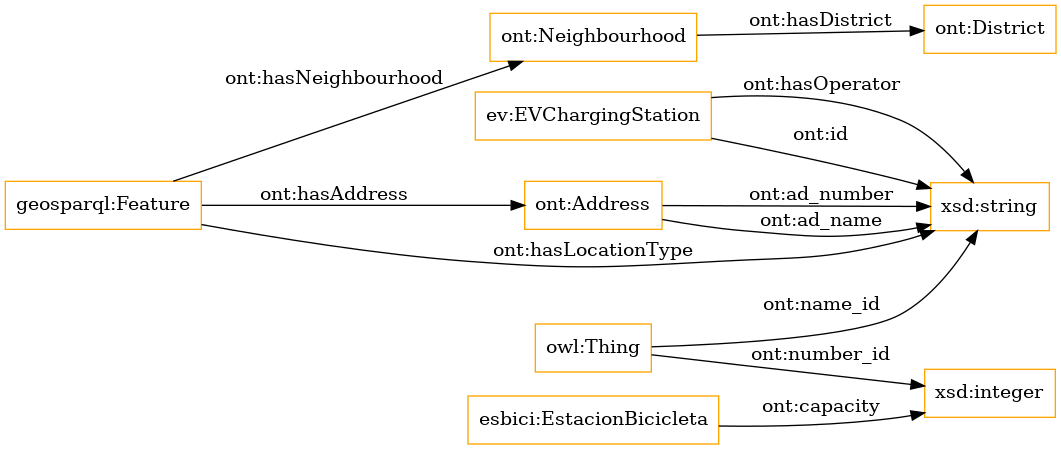 ont:Neighbourhood
ont:hasDistrict
ont:District
ont:hasNeighbourhood
ev:EVChargingStation
ont:hasOperator
ont:id
geosparql:Feature
ont:hasAddress
ont:Address
ont:ad_number
ont:ad_name
xsd:string
ont:hasLocationType
ont:name_id
owl:Thing
ont:number_id
xsd:integer
esbici:EstacionBicicleta
ont:capacity